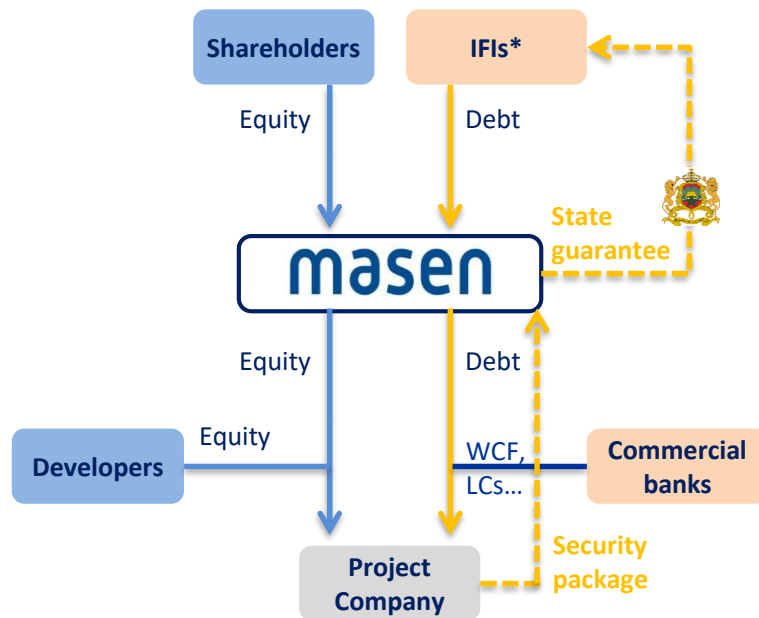 Shareholders
IFIs*
Equity
Debt
State
guarantee
masen
Equity
Debt
Equity
Developers
WCF,
LCs...
Commercial
banks
Project
Company
Security
package